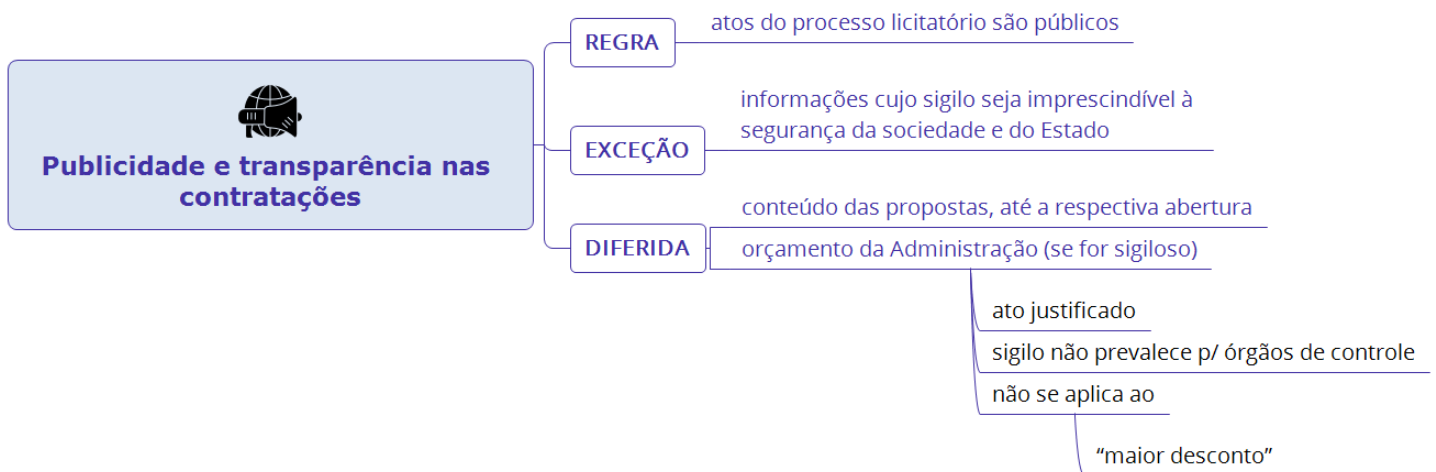 Publicidade e transparência nas
contratações
REGRA
atos do processo licitatório são públicos
EXCEÇÃO
informações cujo sigilo seja imprescindível à
segurança da sociedade e do Estado
DIFERIDA
conteúdo das propostas, até a respectiva abertura
orçamento da Administração (se for sigiloso)
ato justificado
sigilo não prevalece p/ órgãos de controle
não se aplica ao
“maior desconto”